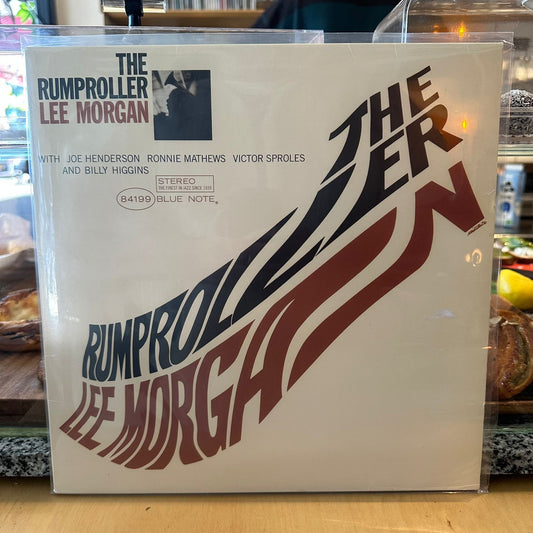 THE
RUMPROLLER
LEE MORGAN
WITH JOE HENDERSON RONNIE MATHEWS VICTOR SPROLES
AND BILLY HIGGINS
STEREO
THE FINEST IN JAZZ SINCE 1939
84199 BLUE NOTE
THE
RUMPROLLER
LEE MORGAN